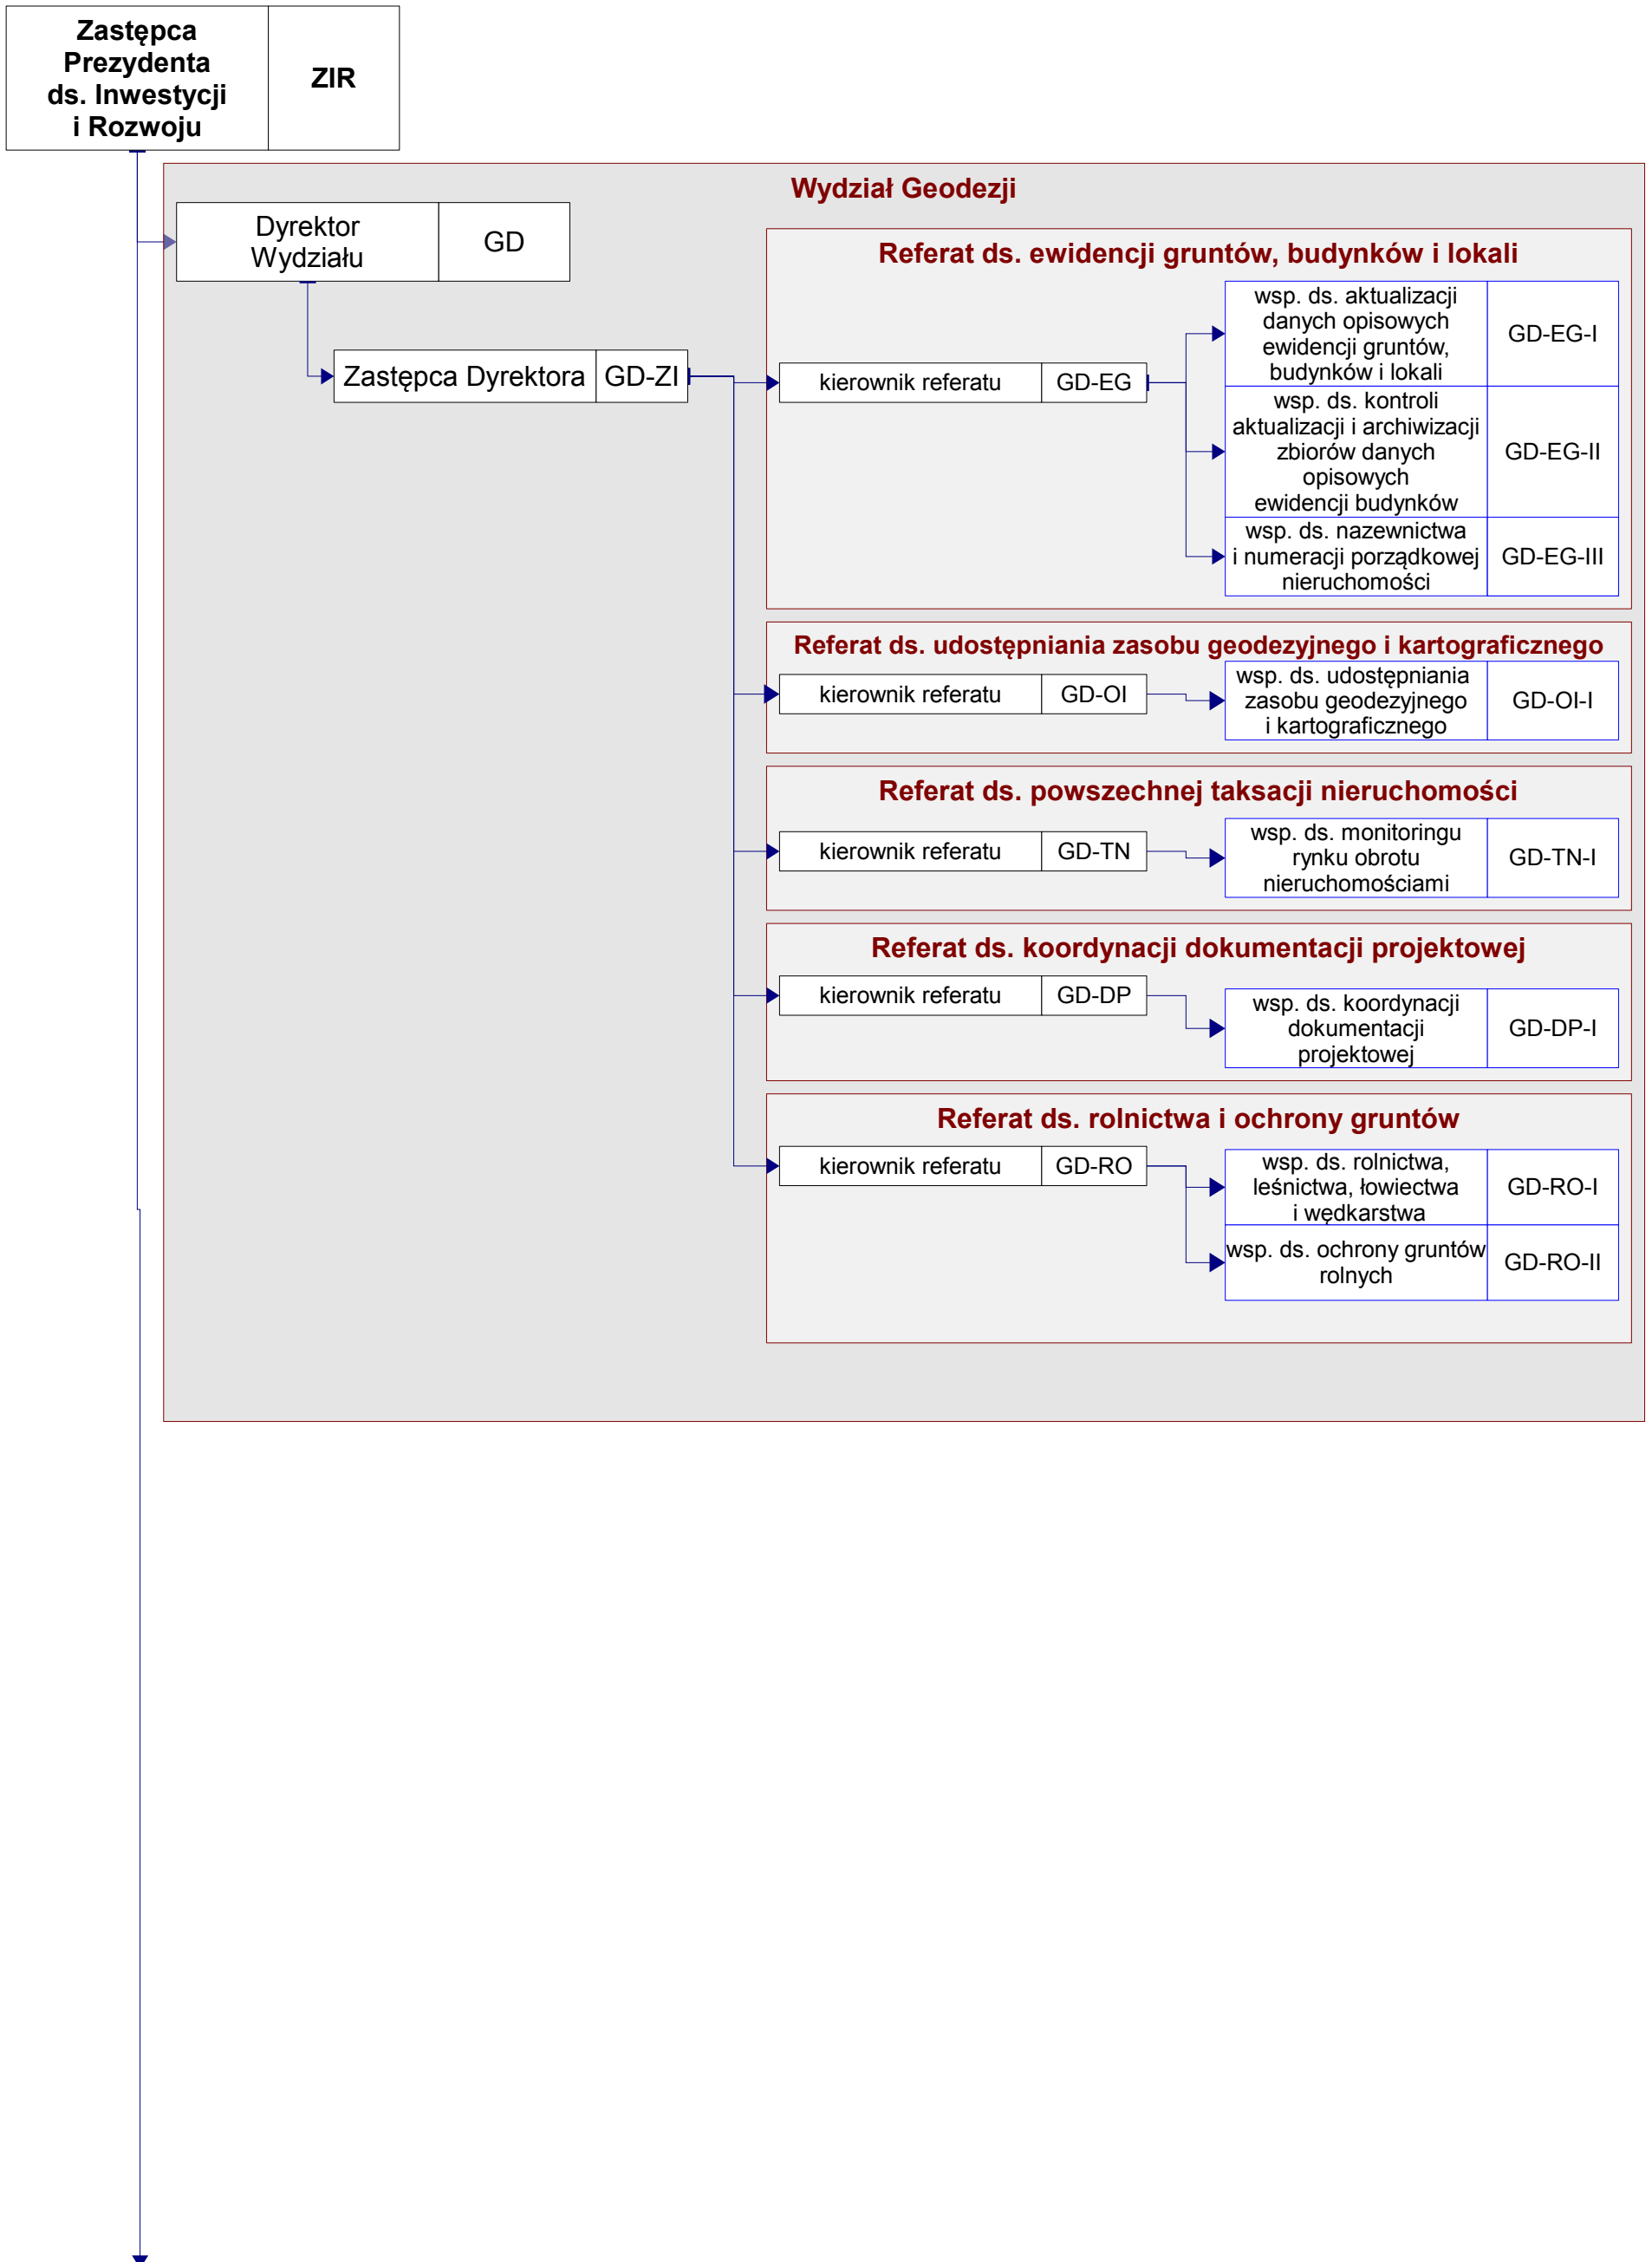 Zastępca
Prezydenta
ds. Inwestycji
i Rozwoju
ZIR
Wydział Geodezji
Dyrektor
Wydziału
GD
Zastępca Dyrektora
GD-ZI
Referat ds. ewidencji gruntów, budynków i lokali
kierownik referatu
GD-EG
wsp. ds. aktualizacji
danych opisowych
ewidencji gruntów,
budynków i lokali
GD-EG-I
wsp. ds. kontroli
aktualizacji i archiwizacji
zbiorów danych
opisowych
ewidencji budynków
GD-EG-II
wsp. ds. nazewnictwa
i numeracji porządkowej
nieruchomości
GD-EG-III
Referat ds. udostępniania zasobu geodezyjnego i kartograficznego
kierownik referatu
GD-OI
wsp. ds. udostępniania
zasobu geodezyjnego
i kartograficznego
GD-OI-I
Referat ds. powszechnej taksacji nieruchomości
kierownik referatu
GD-TN
wsp. ds. monitoringu
rynku obrotu
nieruchomościami
GD-TN-I
Referat ds. koordynacji dokumentacji projektowej
kierownik referatu
GD-DP
wsp. ds. koordynacji
dokumentacji
projektowej
GD-DP-I
Referat ds. rolnictwa i ochrony gruntów
kierownik referatu
GD-RO
wsp. ds. rolnictwa,
leśnictwa, łowiectwa
i wędkarstwa
GD-RO-I
wsp. ds. ochrony gruntów
rolnych
GD-RO-II